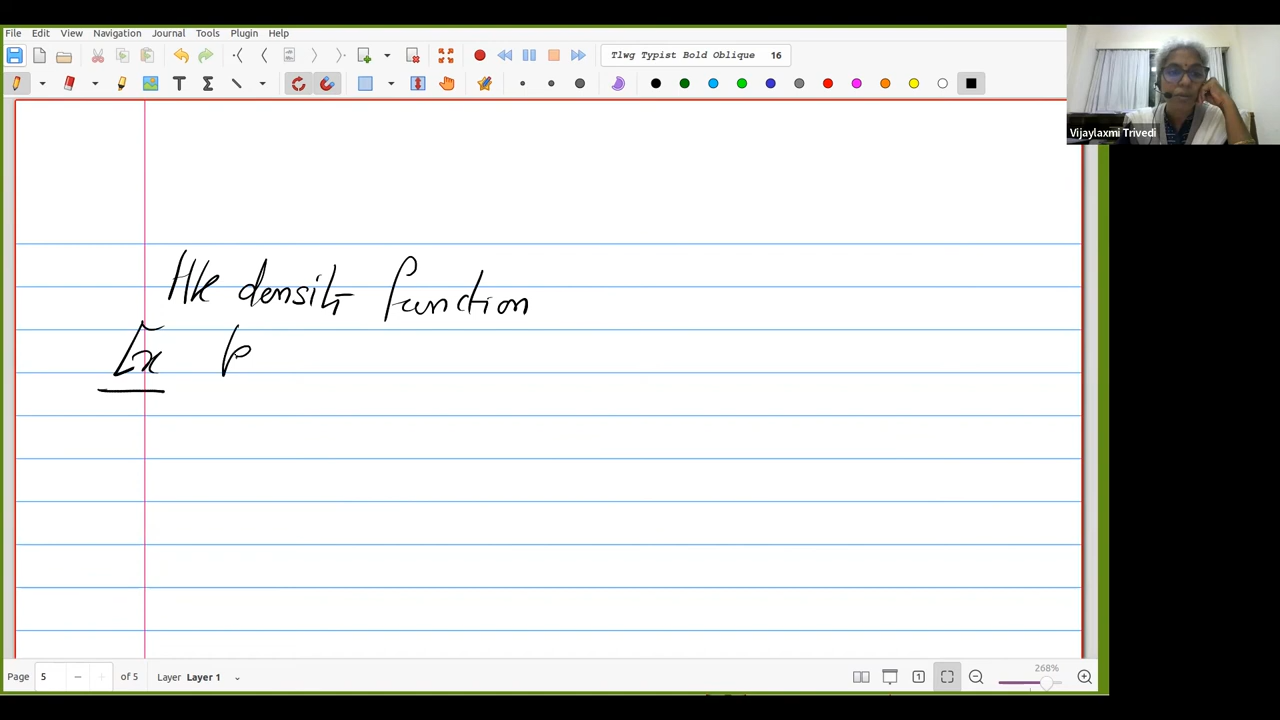 File Edit View Navigation Journal Tools Plugin Help
Tlwg Typist Bold Oblique 16
Vijaylaxmi Trivedi
HK density function
Ex
Page 5 of 5 Layer Layer 1
268%